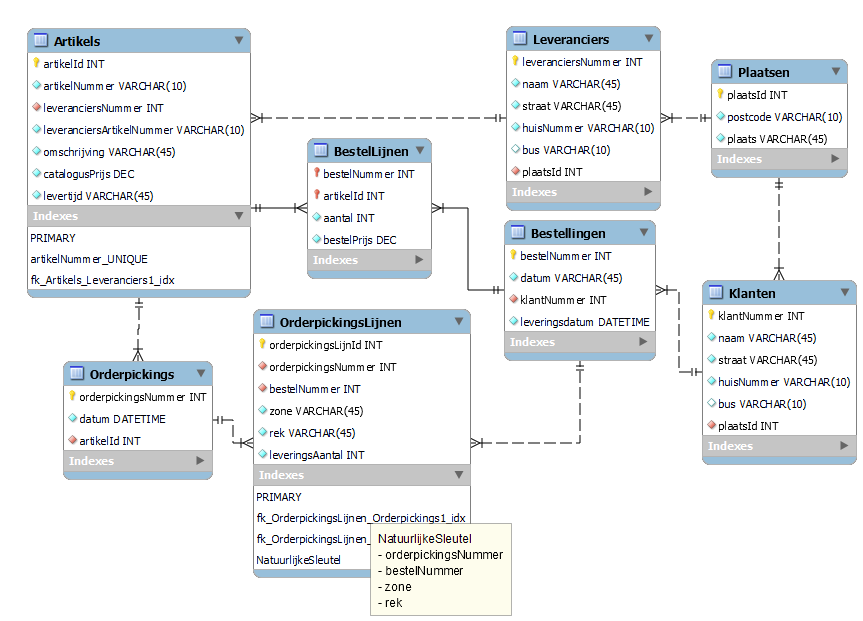 Artikels
artikelId INT
artikelNummer VARCHAR(10)
leveranciersNummer INT
leveranciersArtikelNummer VARCHAR(10)
omschrijving VARCHAR(45)
catalogusPrijs DEC
levertijd VARCHAR(45)
Indexes
PRIMARY
artikelNummer_UNIQUE
fk_Artikels_Leveranciers1_idx
BestelLijnen
bestelNummer INT
artikelId INT
aantal INT
bestelPrijs DEC
Indexes
Leveranciers
leveranciersNummer INT
naam VARCHAR(45)
straat VARCHAR(45)
huisNummer VARCHAR(10)
bus VARCHAR(10)
plaatsId INT
Indexes
Plaatsen
plaatsId INT
postcode VARCHAR(10)
plaats VARCHAR(45)
Indexes
Bestellingen
bestelNummer INT
datum VARCHAR(45)
klantNummer INT
leveringsdatum DATETIME
Indexes
Klanten
klantNummer INT
naam VARCHAR(45)
straat VARCHAR(45)
huisNummer VARCHAR(10)
bus VARCHAR(10)
plaatsId INT
Indexes
Orderpickings
orderpickingsNummer INT
datum DATETIME
artikelId INT
Indexes
OrderpickingsLijnen
orderpickingsLijnId INT
orderpickingsNummer INT
bestelNummer INT
zone VARCHAR(45)
rek VARCHAR(45)
leveringsAantal INT
Indexes
PRIMARY
fk_OrderpickingsLijnen_Orderpickings1_idx
fk_OrderpickingsLijnen_
NatuurlijkeSleutel
NatuurlijkeSleutel
- orderpickingsNummer
- bestelNummer
- zone
- rek